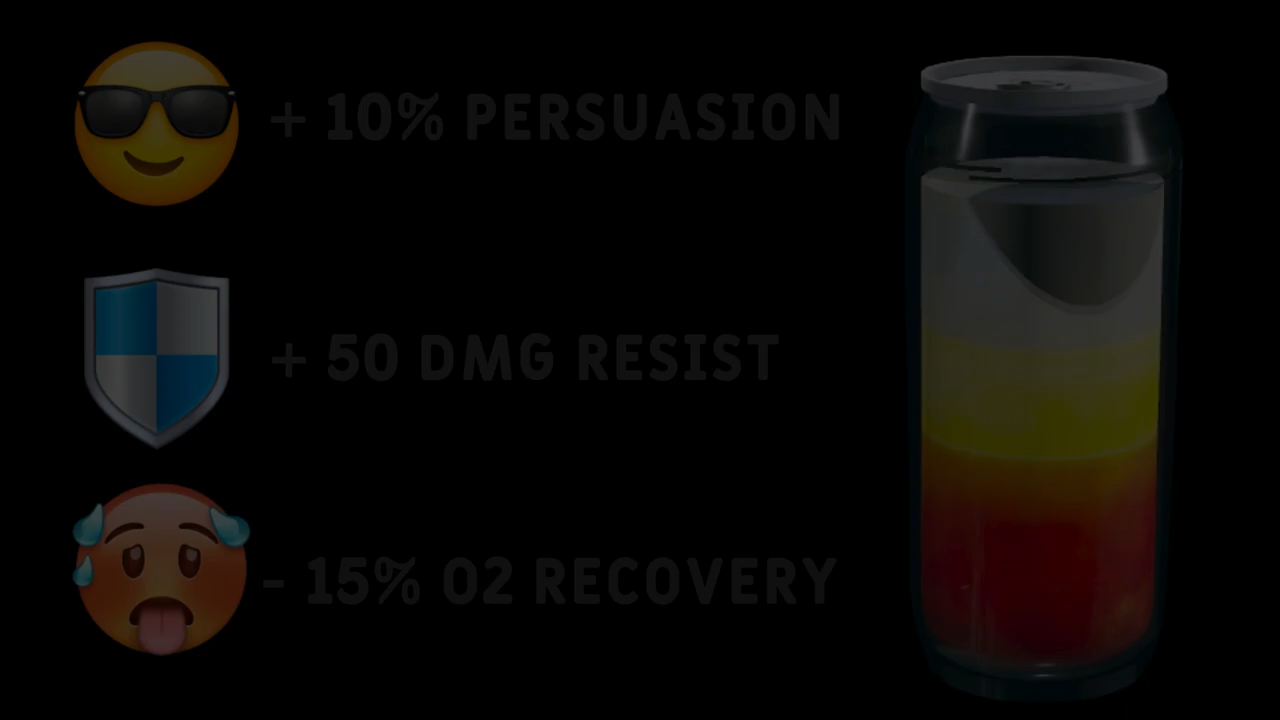 + 10% PERSUASION
+ 50 DMG RESIST
- 15% O2 RECOVERY